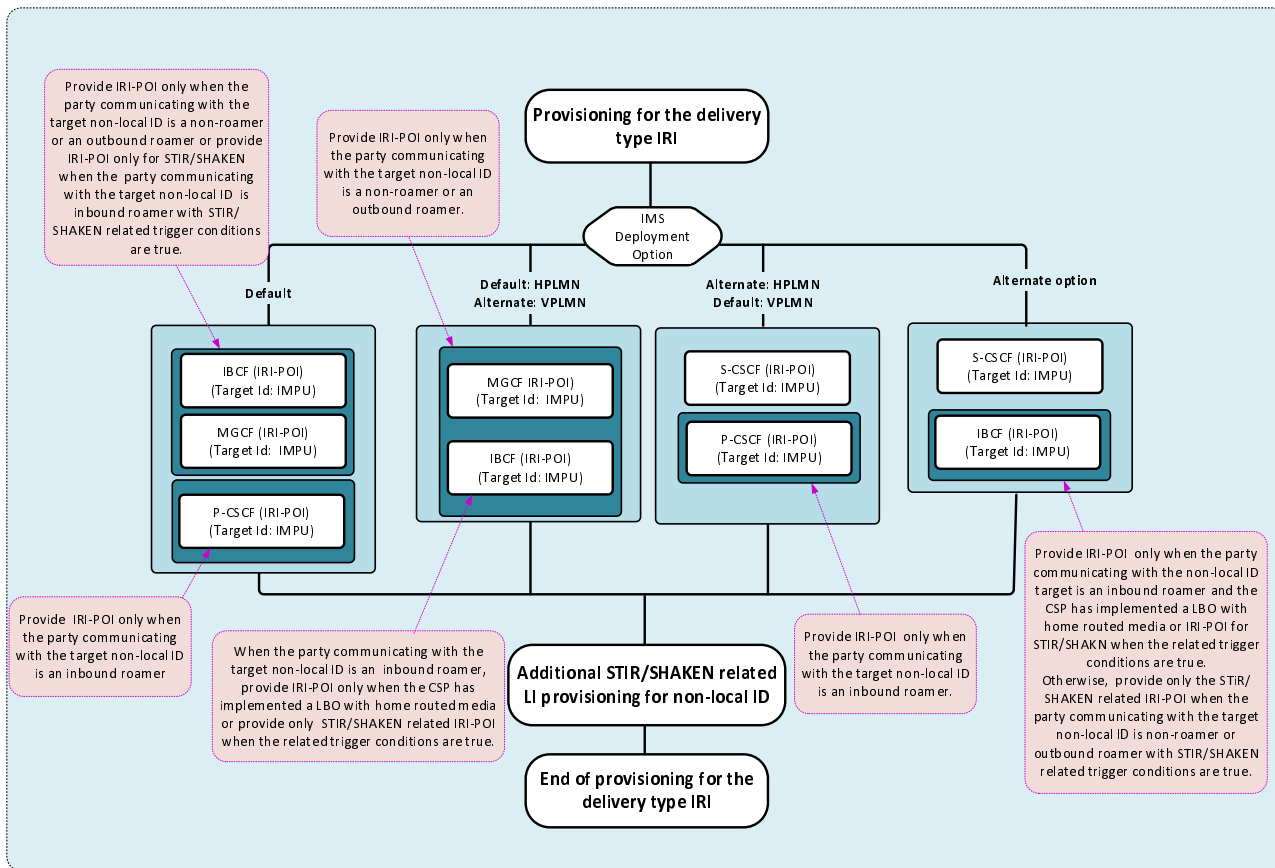 Provide IRI-POI only when the
party communicating with the
target non-local ID is a non-roamer
or an outbound roamer or provide
IRI-POI only for STIR/SHAKEN
when the party communicating
with the target non-local ID is
inbound roamer with STIR/
SHAKEN related trigger conditions
are true.
Provide IRI-POI only when
the party communicating
with the target non-local ID
is a non-roamer or an
outbound roamer.
Provisioning for the delivery
type IRI
IMS
Deployment
Option
Default
Default: HPLMN
Alternate: VPLMN
Alternate: HPLMN
Default: VPLMN
Alternate option
IBCF (IRI-POI)
(Target Id: IMPU)
MGCF (IRI-POI)
(Target Id: IMPU)
P-CSCF (IRI-POI)
(Target Id: IMPU)
MGCF IRI-POI)
(Target Id: IMPU)
IBCF (IRI-POI)
(Target Id: IMPU)
S-CSCF (IRI-POI)
(Target Id: IMPU)
P-CSCF (IRI-POI)
(Target Id: IMPU)
S-CSCF (IRI-POI)
(Target Id: IMPU)
IBCF (IRI-POI)
(Target Id: IMPU)
Provide IRI-POI only when
the party communicating
with the target non-local ID
is an inbound roamer
When the party communicating with the
target non-local ID is an inbound roamer,
provide IRI-POI only when the CSP has
implemented a LBO with home routed media
or provide only STIR/SHAKEN related IRI-POI
when the related trigger conditions are true.
Provide IRI-POI only when
the party communicating
with the target non-local ID
is an inbound roamer.
Provide IRI-POI only when the party
communicating with the non-local ID
target is an inbound roamer and the
CSP has implemented a LBO with
home routed media or IRI-POI for
STIR/SHAKN when the related trigger
conditions are true.
Otherwise, provide only the STiR/
SHAKEN related IRI-POI when the
party communicating with the target
non-local ID is non-roamer or
outbound roamer with STIR/SHAKEN
related trigger conditions are true.
Additional STIR/SHAKEN related
LI provisioning for non-local ID
End of provisioning for the
delivery type IRI